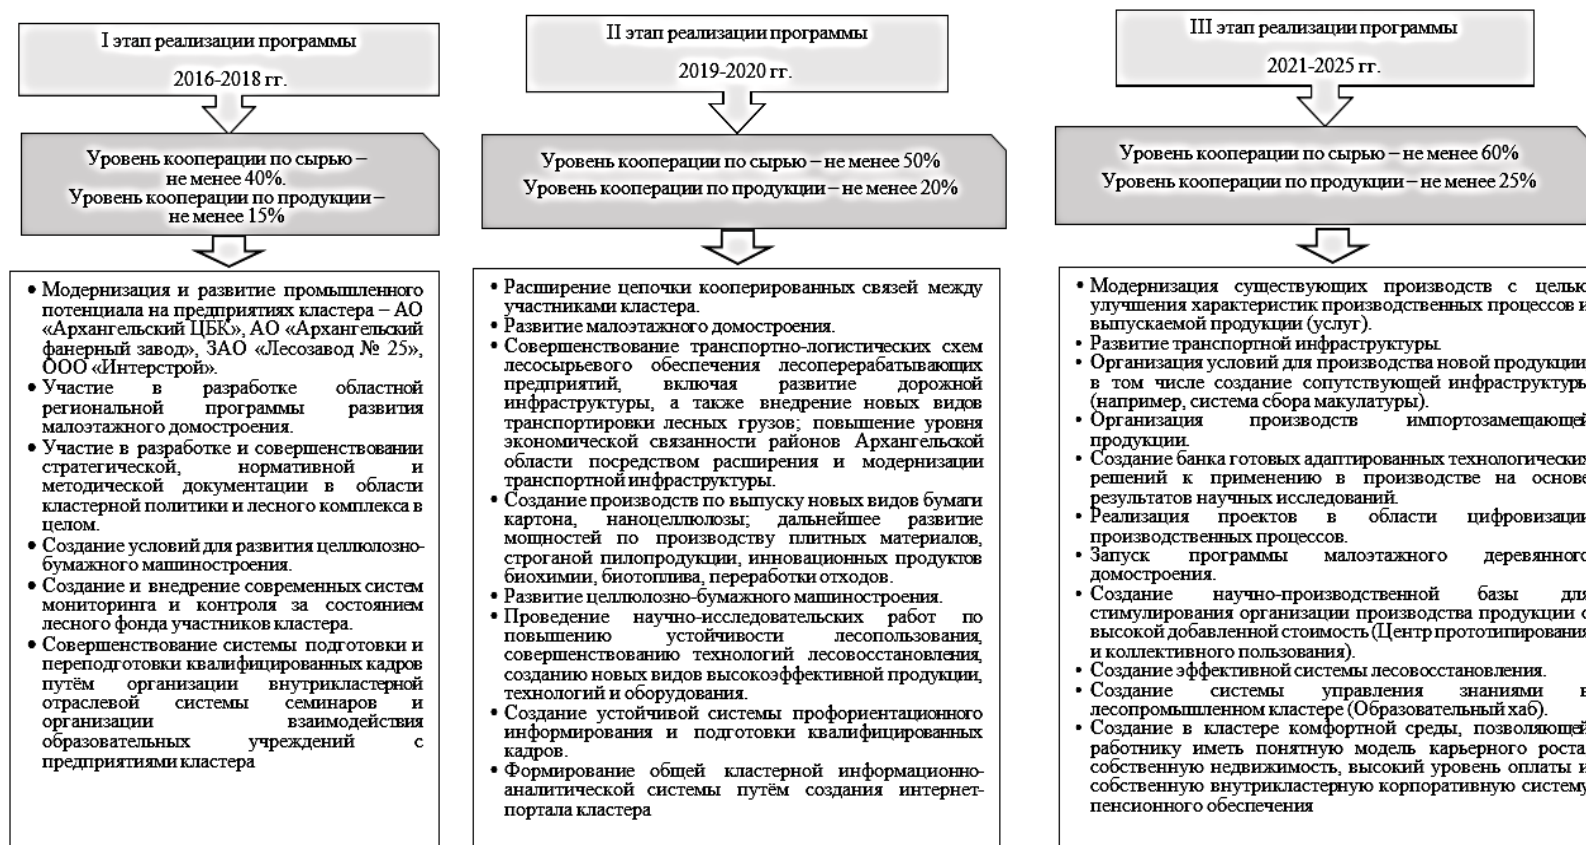 I этап реализации программы
2016-2018 гг.
Уровень кооперации по сырью –
не менее 40%.
Уровень кооперации по продукции –
не менее 15%
• Модернизация и развитие промышленного
потенциала на предприятиях кластера – АО
«Архангельский ЦБК», АО «Архангельский
фанерный завод», ЗАО «Лесозавод № 25»,
ООО «Интерстрой».
• Участие в разработке областной
региональной программы развития
малоэтажного домостроения.
• Участие в разработке и совершенствовании
стратегической, нормативной и
методической документации в области
кластерной политики и лесного комплекса в
целом.
• Создание условий для развития целлюлозно-
бумажного машиностроения.
• Создание и внедрение современных систем
мониторинга и контроля за состоянием
лесного фонда участников кластера.
• Совершенствование системы подготовки и
переподготовки квалифицированных кадров
путём организации внутрикластерной
отраслевой системы семинаров и
организации взаимодействия
образовательных учреждений с
предприятиями кластера
II этап реализации программы
2019-2020 гг.
Уровень кооперации по сырью – не менее 50%
Уровень кооперации по продукции – не менее 20%
• Расширение цепочки кооперированных связей между
участниками кластера.
• Развитие малоэтажного домостроения.
• Совершенствование транспортно-логистических схем
лесосырьевого обеспечения лесоперерабатывающих
предприятий, включая развитие дорожной
инфраструктуры, а также внедрение новых видов
транспортировки лесных грузов; повышение уровня
экономической связанности районов Архангельской
области посредством расширения и модернизации
транспортной инфраструктуры.
• Создание производств по выпуску новых видов бумаги
картона, наноцеллюлозы; дальнейшее развитие
мощностей по производству плитных материалов,
строганой пилопродукции, инновационных продуктов
биохимии, биотоплива, переработки отходов.
• Развитие целлюлозно-бумажного машиностроения.
• Проведение научно-исследовательских работ по
повышению устойчивости лесопользования,
совершенствованию технологий лесовосстановления,
созданию новых видов высокоэффективной продукции,
технологий и оборудования.
• Создание устойчивой системы профориентационного
информирования и подготовки квалифицированных
кадров.
• Формирование общей кластерной информационно-
аналитической системы путём создания интернет-
портала кластера
III этап реализации программы
2021-2025 гг.
Уровень кооперации по сырью – не менее 60%
Уровень кооперации по продукции – не менее 25%
• Модернизация существующих производств с целью
улучшения характеристик производственных процессов и
выпускаемой продукции (услуг).
• Развитие транспортной инфраструктуры.
• Организация условий для производства новой продукции
в том числе создание сопутствующей инфраструктуры
(например, система сбора макулатуры).
• Организация производств импортозамещающей
продукции.
• Создание банка готовых адаптированных технологических
решений к применению в производстве на основе
результатов научных исследований.
• Реализация проектов в области цифровизации
производственных процессов.
• Запуск программы малоэтажного деревянного
домостроения.
• Создание научно-производственной базы для
стимулирования организации производства продукции с
высокой добавленной стоимость (Центр прототипирования
и коллективного пользования).
• Создание эффективной системы лесовосстановления.
• Создание системы управления знаниями в
лесопромышленном кластере (Образовательный хаб).
• Создание в кластере комфортной среды, позволяющей
работнику иметь понятную модель карьерного роста,
собственную недвижимость, высокий уровень оплаты и
собственную внутрикластерную корпоративную систему
пенсионного обеспечения